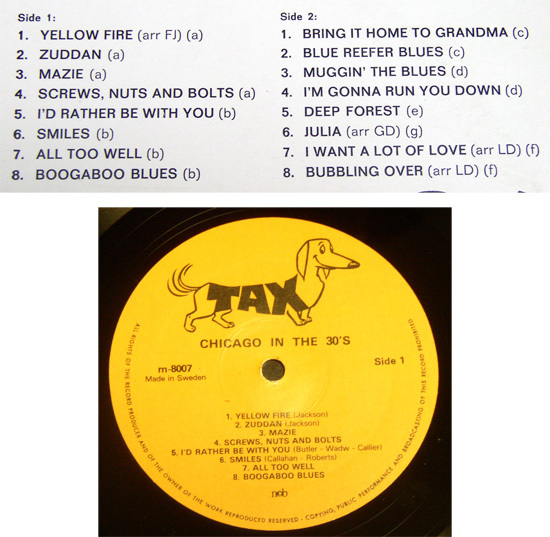 Side 1:
1. YELLOW FIRE (arr FJ) (a)
2. ZUDDAN (a)
3. MAZIE (a)
4. SCREWS, NUTS AND BOLTS (a)
5. I'D RATHER BE WITH YOU (b)
6. SMILES (b)
7. ALL TOO WELL (b)
8. BOOGABOO BLUES (b)
Side 2:
1. BRING IT HOME TO GRANDMA (c)
2. BLUE REEFER BLUES (c)
3. MUGGIN' THE BLUES (d)
4. I'M GONNA RUN YOU DOWN (d)
5. DEEP FOREST (e)
6. JULIA (arr GD) (g)
7. I WANT A LOT OF LOVE (arr LD) (f)
8. BUBBLING OVER (arr LD) (f)
TAX
CHICAGO IN THE 30'S
m-8007
Made in Sweden
Side 1
1. YELLOW FIRE (Jackson)
2. ZUDDAN (Jackson)
3. MAZIE
4. SCREWS, NUTS AND BOLTS
5. I'D RATHER BE WITH YOU (Butler - Wadw - Callier)
6. SMILES (Callahan - Roberts)
7. ALL TOO WELL
8. BOOGABOO BLUES
ncb
ALL RIGHTS OF THE RECORD PRODUCER AND OF THE OWNER OF THE WORK REPRODUCED RESERVED - COPYING, PUBLIC PERFORMANCE AND BROADCASTING OF THIS RECORD PROHIBITED